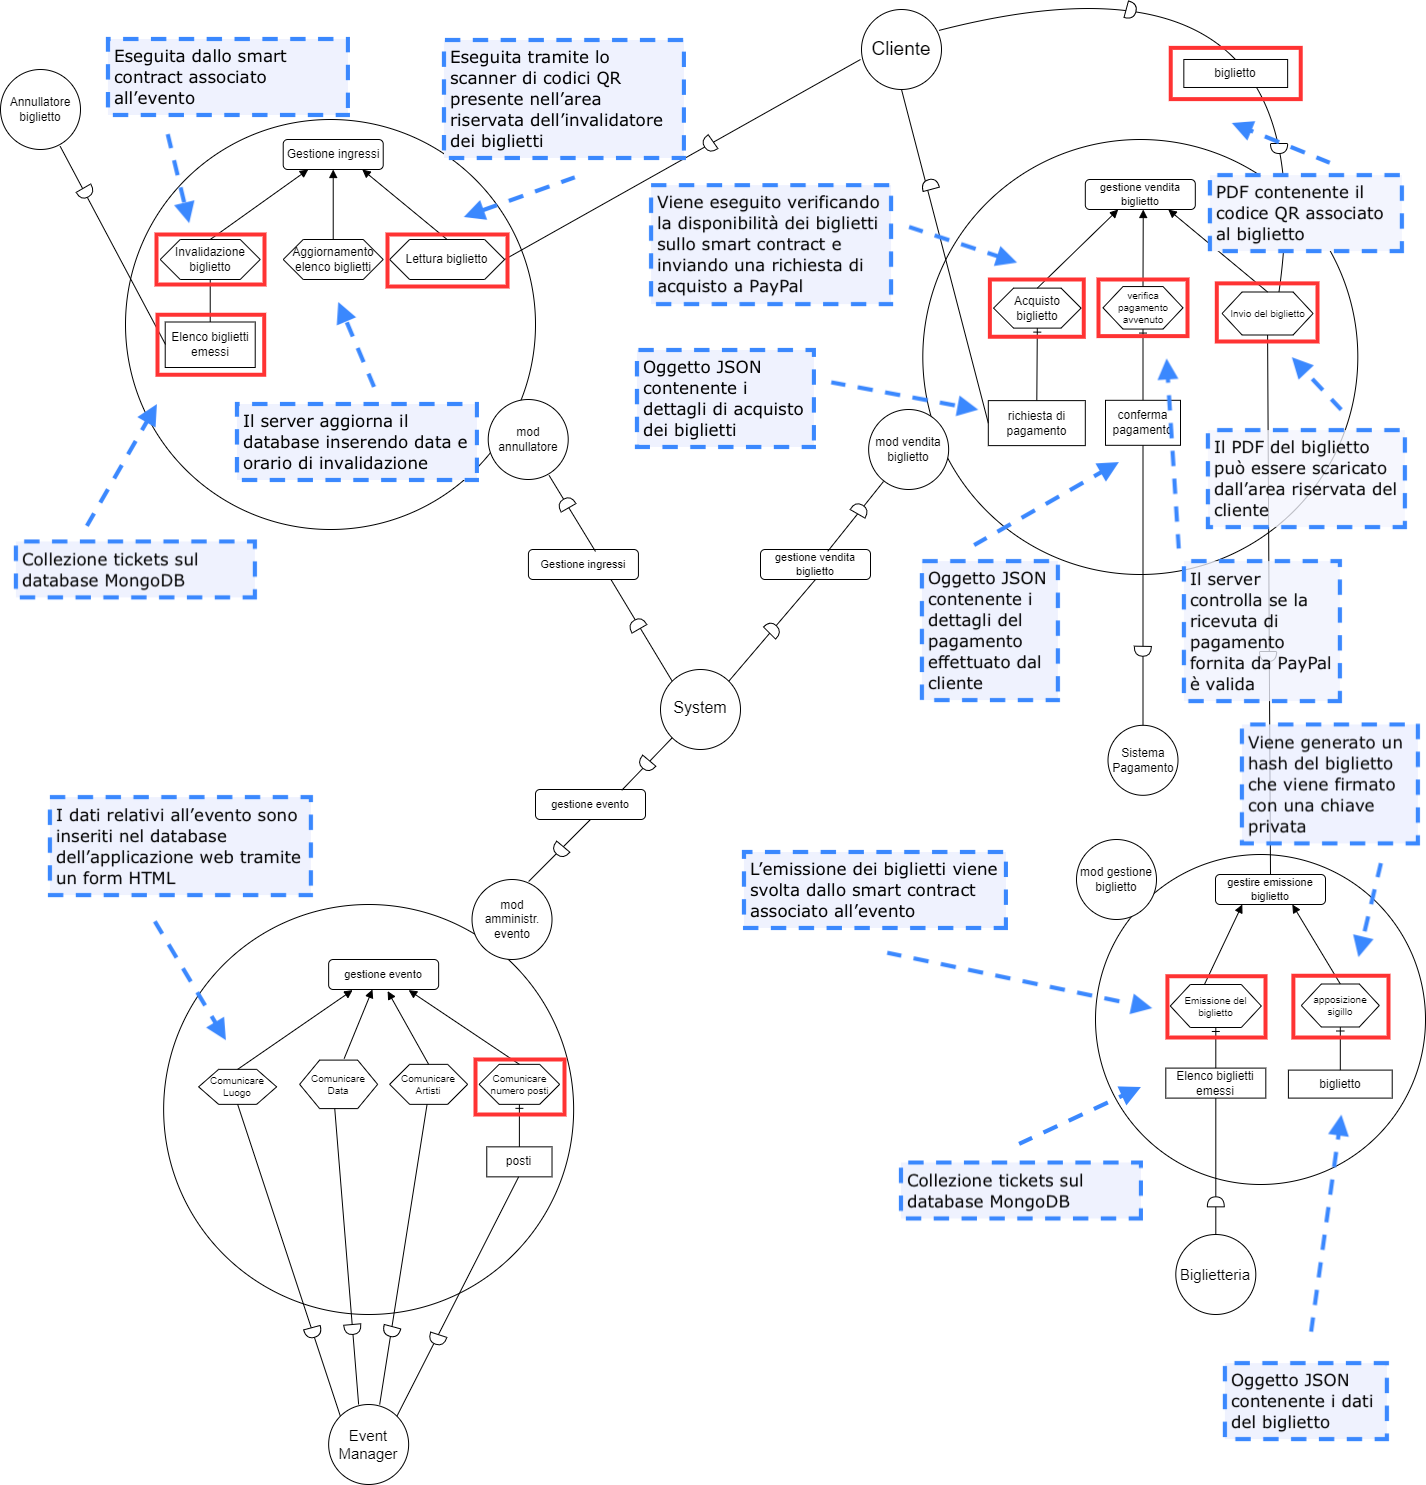 Cliente
biglietto
Annullatore
biglietto
Eseguita dallo smart
contract associato
all'evento
Eseguita tramite lo
scanner di codici QR
presente nell'area
riservata dell'invalidatore
dei biglietti
Gestione ingressi
Invalidazione
biglietto
Aggiornamento
elenco biglietti
Lettura biglietto
Elenco biglietti
emessi
Viene eseguito verificando
la disponibilità dei biglietti
sullo smart contract e
inviando una richiesta di
acquisto a PayPal
gestione vendita
biglietto
PDF contenente il
codice QR associato
al biglietto
Acquisto
biglietto
verifica
pagamento
avvenuto
Invio del biglietto
Oggetto JSON
contenente i
dettagli di acquisto
dei biglietti
richiesta di
pagamento
conferma
pagamento
Il server aggiorna il
database inserendo data e
orario di invalidazione
mod
annullatore
mod vendita
biglietto
Il PDF del biglietto
può essere scaricato
dall'area riservata del
cliente
Collezione tickets sul
database MongoDB
Gestione ingressi
gestione vendita
biglietto
Oggetto JSON
contenente i
dettagli del
pagamento
effettuato dal
cliente
Il server
controlla se la
ricevuta di
pagamento
fornita da PayPal
è valida
System
Sistema
Pagamento
Viene generato un
hash del biglietto
che viene firmato
con una chiave
privata
gestione evento
I dati relativi all'evento sono
inseriti nel database
dell'applicazione web tramite
un form HTML
L'emissione dei biglietti viene
svolta dallo smart contract
associato all'evento
mod gestione
biglietto
gestire emissione
biglietto
mod
amministr.
evento
gestione evento
Emissione del
biglietto
apposizione
sigillo
Comunicare
Luogo
Comunicare
Data
Comunicare
Artisti
Comunicare
numero posti
Elenco biglietti
emessi
biglietto
posti
Collezione tickets sul
database MongoDB
Biglietteria
Oggetto JSON
contenente i dati
del biglietto
Event
Manager